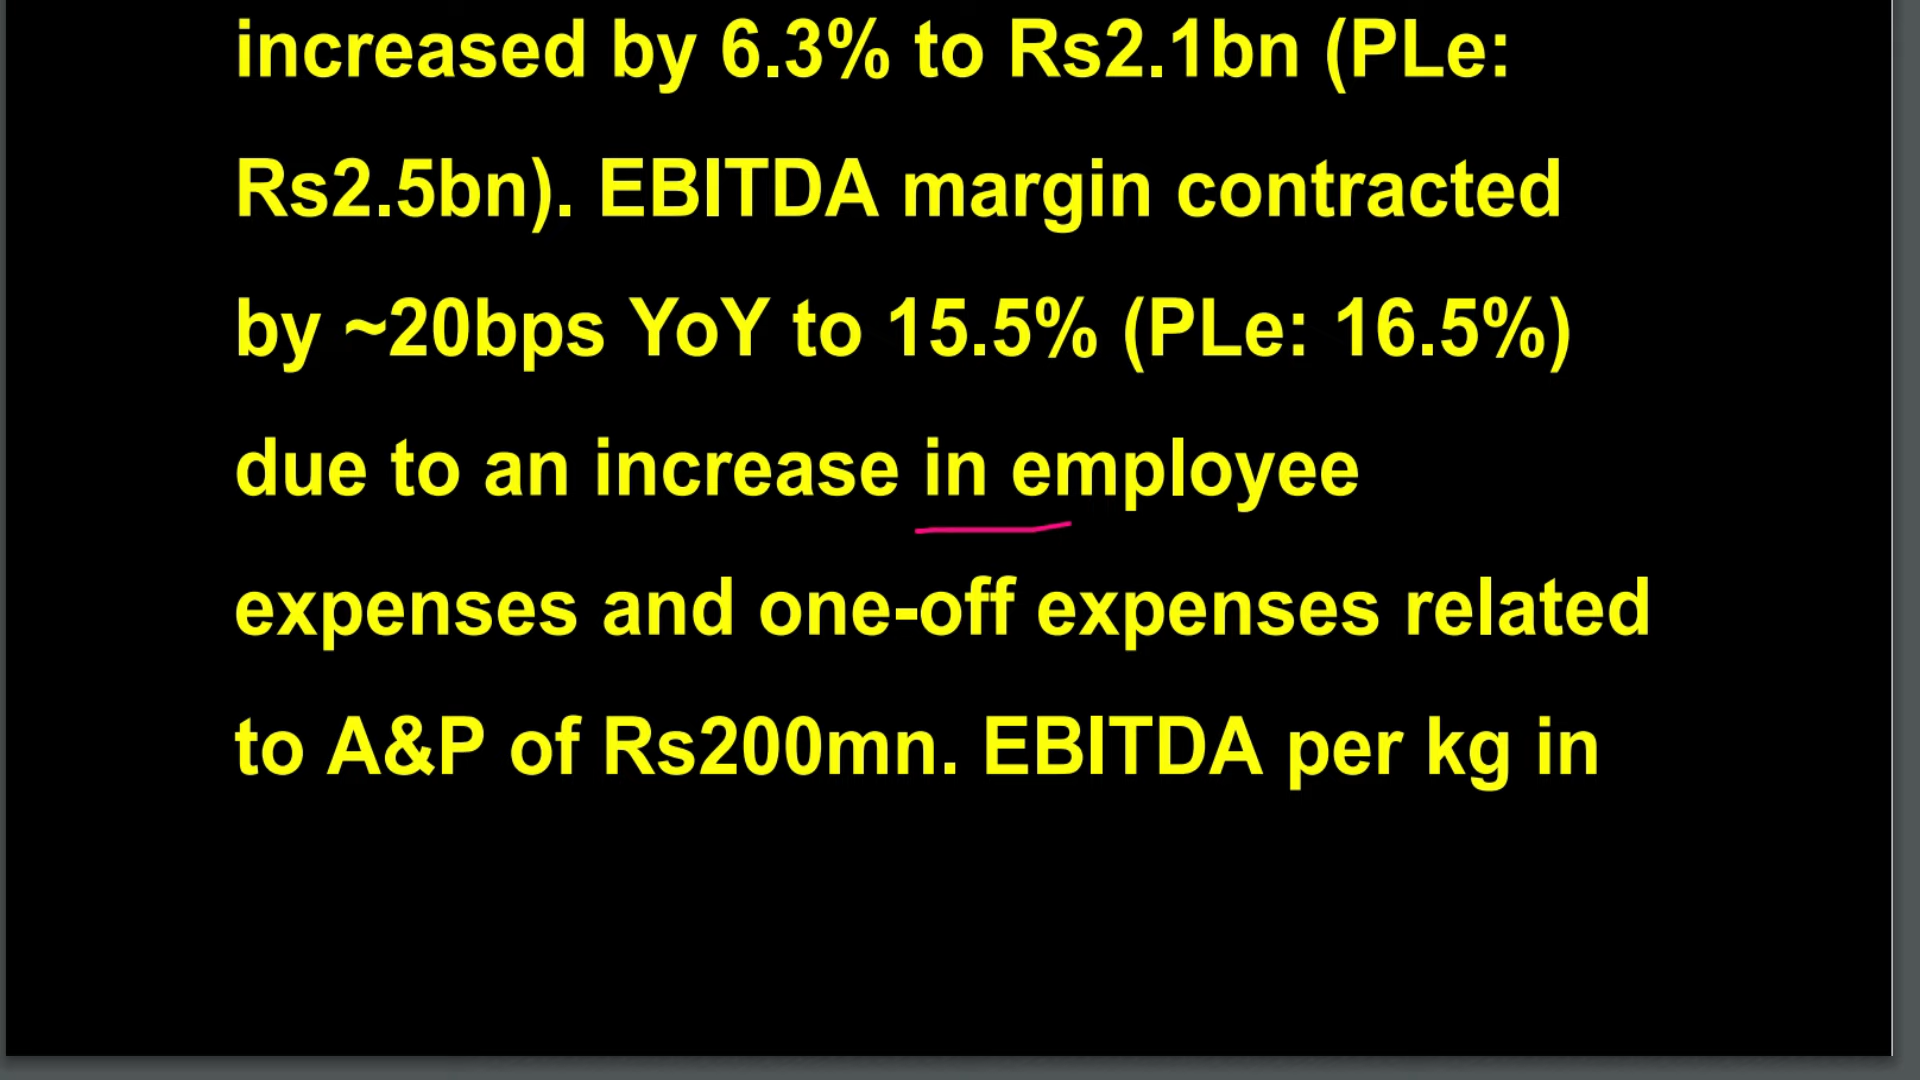 increased by 6.3% to Rs2.1bn (PLe:
Rs2.5bn). EBITDA margin contracted
by ~20bps YoY to 15.5% (PLe: 16.5%)
due to an increase in employee
expenses and one-off expenses related
to A&P of Rs200mn. EBITDA per kg in